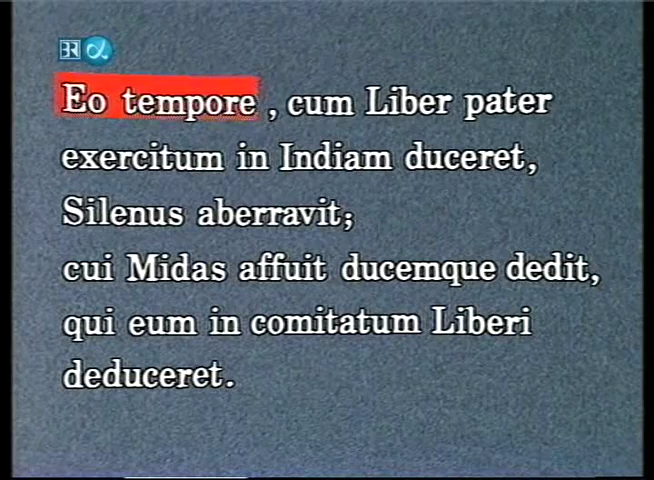 BR α
Eo tempore , cum Liber pater
exercitum in Indiam duceret,
Silenus aberravit;
cui Midas affuit ducemque dedit,
qui eum in comitatum Liberi
deduceret.